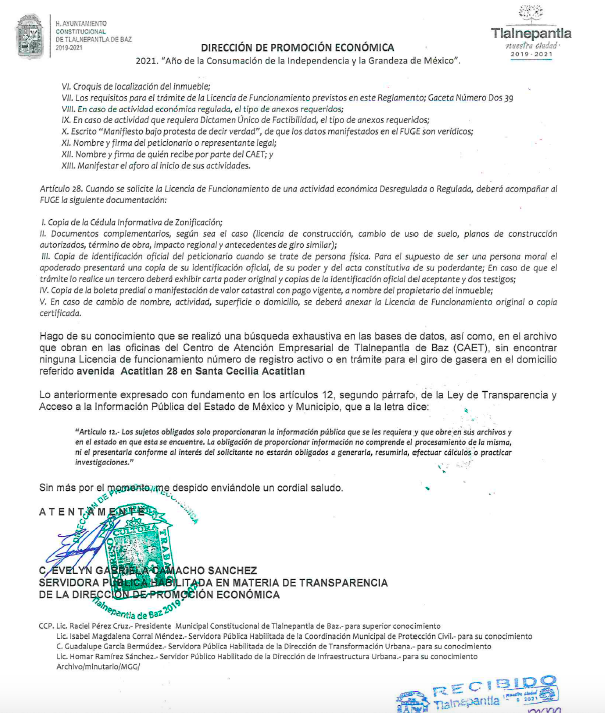 H. AYUNTAMIENTO
CONSTITUCIONAL
DE TLALNEPANTLA DE BAZ
2019-2021
Tlalnepantla
nuestra ciudad
2019 - 2021
DIRECCIÓN DE PROMOCIÓN ECONÓMICA
2021. "Año de la Consumación de la Independencia y la Grandeza de México".
VI. Croquis de localización del inmueble;
VII. Los requisitos para el trámite de la Licencia de Funcionamiento previstos en este Reglamento; Gaceta Número Dos 39
VIII. En caso de actividad económica regulada, el tipo de anexos requeridos;
IX. En caso de actividad que requiera Dictamen Único de Factibilidad, el tipo de anexos requeridos;
X. Escrito "Manifiesto bajo protesta de decir verdad", de que los datos manifestados en el FUGE son verídicos;
XI. Nombre y firma del peticionario o representante legal;
XII. Nombre y firma de quién recibe por parte del CAET; y
XIII. Manifestar el aforo al inicio de sus actividades.
Artículo 28. Cuando se solicite la Licencia de Funcionamiento de una actividad económica Desregulada o Regulada, deberá acompañar al
FUGE la siguiente documentación:
I. Copia de la Cédula Informativa de Zonificación;
II. Documentos complementarios, según sea el caso (licencia de construcción, cambio de uso de suelo, planos de construcción
autorizados, término de obra, impacto regional y antecedentes de giro similar);
III. Copia de identificación oficial del peticionario cuando se trate de persona física. Para el supuesto de ser una persona moral el
apoderado presentará una copia de su identificación oficial, de su poder y del acta constitutiva de su poderdante; En caso de que el
trámite lo realice un tercero deberá exhibir carta poder original y copias de la identificación oficial del aceptante y dos testigos;
IV. Copia de la boleta predial o manifestación de valor catastral con pago vigente, a nombre del propietario del inmueble;
V. En caso de cambio de nombre, actividad, superficie o domicilio, se deberá anexar la Licencia de Funcionamiento original o copia
certificada.
Hago de su conocimiento que se realizó una búsqueda exhaustiva en las bases de datos, así como, en el archivo
que obran en las oficinas del Centro de Atención Empresarial de Tlalnepantla de Baz (CAET), sin encontrar
ninguna Licencia de funcionamiento número de registro activo o en trámite para el giro de gasera en el domicilio
referido avenida Acatitlan 28 en Santa Cecilia Acatitlan
Lo anteriormente expresado con fundamento en los artículos 12, segundo párrafo, de la Ley de Transparencia y
Acceso a la Información Pública del Estado de México y Municipio, que a la letra dice:
"Artículo 12.- Los sujetos obligados solo proporcionaran la información pública que se les requiera y que obre en sus archivos y
en el estado en que esta se encuentre. La obligación de proporcionar información no comprende el procesamiento de la misma,
ni el presentarla conforme al interés del solicitante no estarán obligados a generarla, resumirla, efectuar cálculos o practicar
investigaciones."
Sin más por el momento, me despido enviándole un cordial saludo.
A T E N T A M E N T E
C. EVELYN GABRIELA CAMACHO SANCHEZ
SERVIDORA PÚBLICA HABILITADA EN MATERIA DE TRANSPARENCIA
DE LA DIRECCIÓN DE PROMOCIÓN ECONÓMICA
Tlalnepantla de Baz 2019-
CCP. Lic. Raciel Pérez Cruz.- Presidente Municipal Constitucional de Tlalnepantla de Baz.- para superior conocimiento
Lic. Isabel Magdalena Corral Méndez.- Servidora Pública Habilitada de la Coordinación Municipal de Protección Civil.- para su conocimiento
C. Guadalupe García Bermúdez.- Servidora Pública Habilitada de la Dirección de Transformación Urbana.- para su conocimiento
Lic. Homar Ramírez Sánchez.- Servidor Público Habilitado de la Dirección de Infraestructura Urbana.- para su conocimiento
Archivo/minutario/MGG/
RECIBIDO
Tlalnepantla